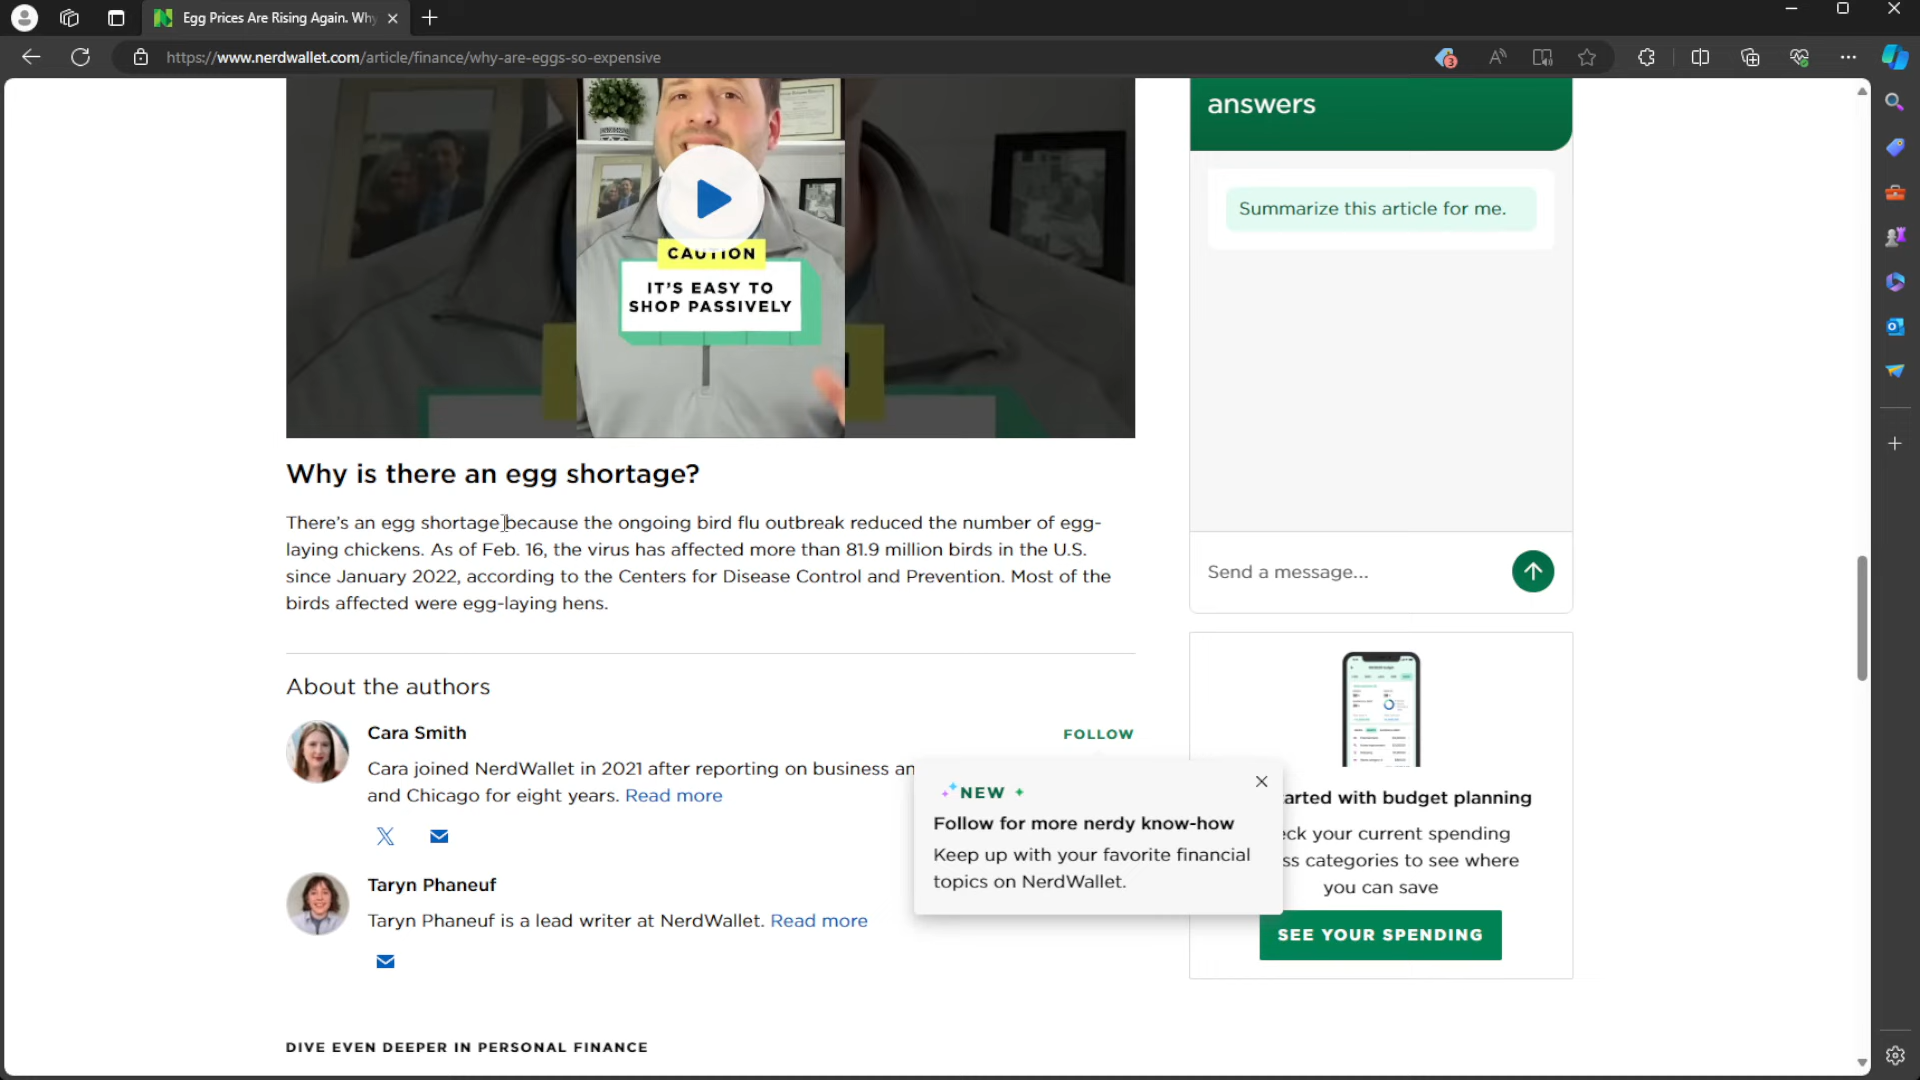 Egg Prices Are Rising Again. Why
https://www.nerdwallet.com/article/finance/why-are-eggs-so-expensive
3
answers
Summarize this article for me.
CAUTION
IT'S EASY TO
SHOP PASSIVELY
Why is there an egg shortage?
There's an egg shortage because the ongoing bird flu outbreak reduced the number of egg-
laying chickens. As of Feb. 16, the virus has affected more than 81.9 million birds in the U.S.
since January 2022, according to the Centers for Disease Control and Prevention. Most of the
birds affected were egg-laying hens.
Send a message...
About the authors
Cara Smith
FOLLOW
Cara joined NerdWallet in 2021 after reporting on business an
and Chicago for eight years. Read more
Taryn Phaneuf
Taryn Phaneuf is a lead writer at NerdWallet. Read more
NEW
Follow for more nerdy know-how
Keep up with your favorite financial
topics on NerdWallet.
arted with budget planning
ck your current spending
ss categories to see where
you can save
SEE YOUR SPENDING
DIVE EVEN DEEPER IN PERSONAL FINANCE